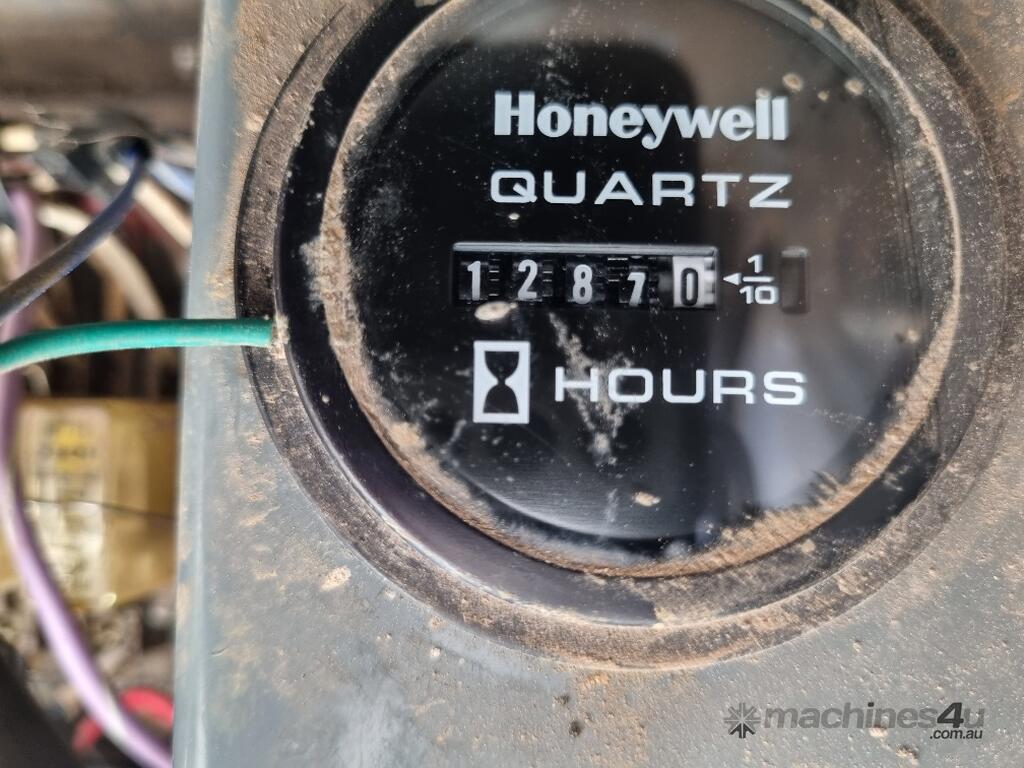 Honeywell
QUARTZ
12870 1/10
HOURS
machines4u
.com.au